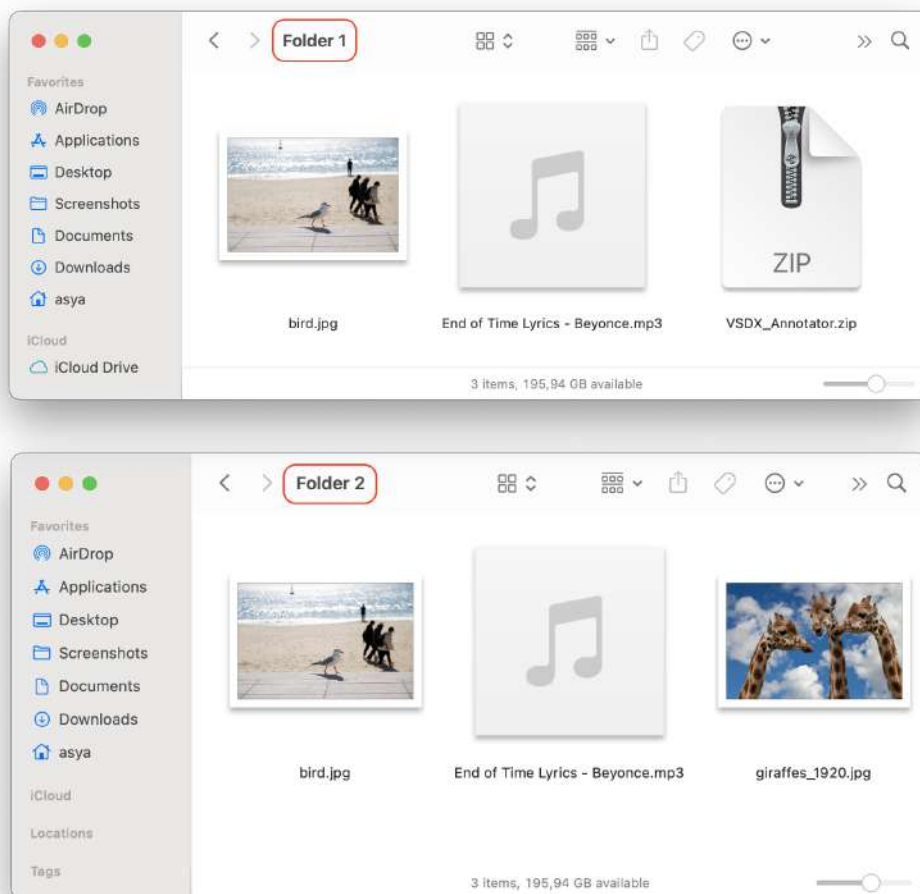 Folder 1
Favorites
AirDrop
Applications
Desktop
Screenshots
Documents
Downloads
asya
iCloud
iCloud Drive
ZIP
bird.jpg End of Time Lyrics - Beyonce.mp3 VSDX_Annotator.zip
3 items, 195,94 GB available
Folder 2
Favorites
AirDrop
Applications
Desktop
Screenshots
Documents
Downloads
asya
iCloud
Locations
Tags
bird.jpg End of Time Lyrics - Beyonce.mp3 giraffes_1920.jpg
3 items, 195,94 GB available